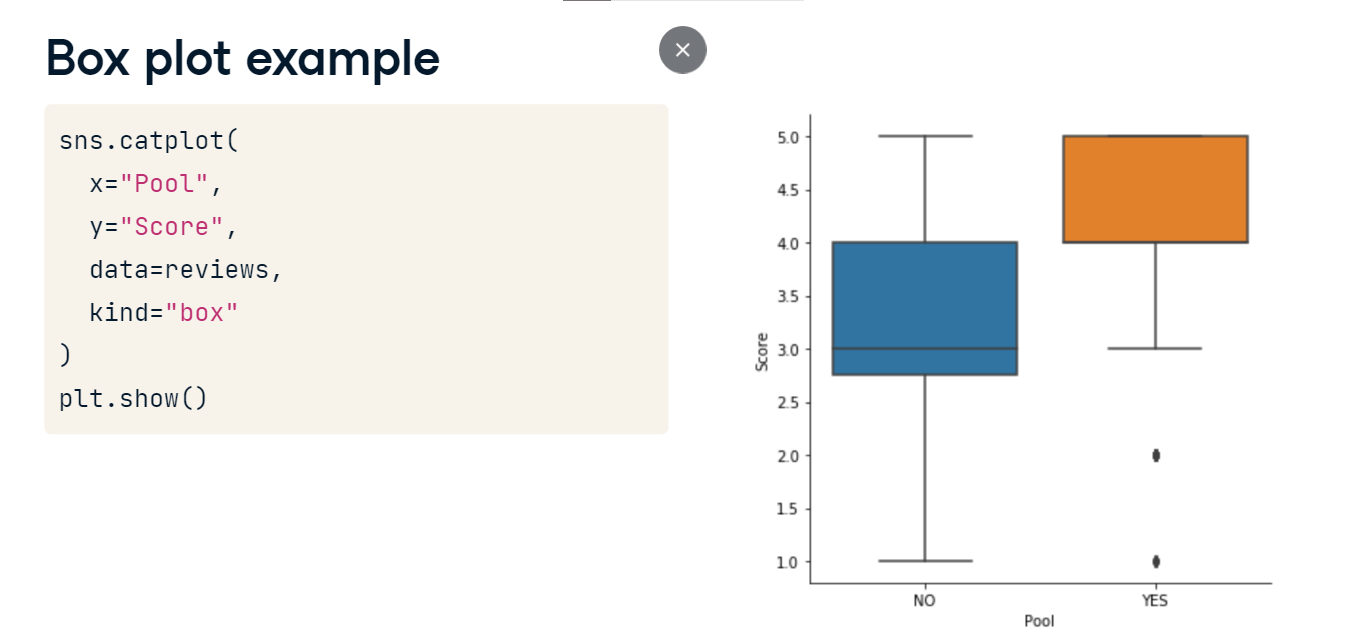 Box plot example
sns.catplot(
  x="Pool",
  y="Score",
  data=reviews,
  kind="box"
)
plt.show()
5.0
4.5
4.0
3.5
3.0
2.5
2.0
1.5
1.0
Score
NO
YES
Pool